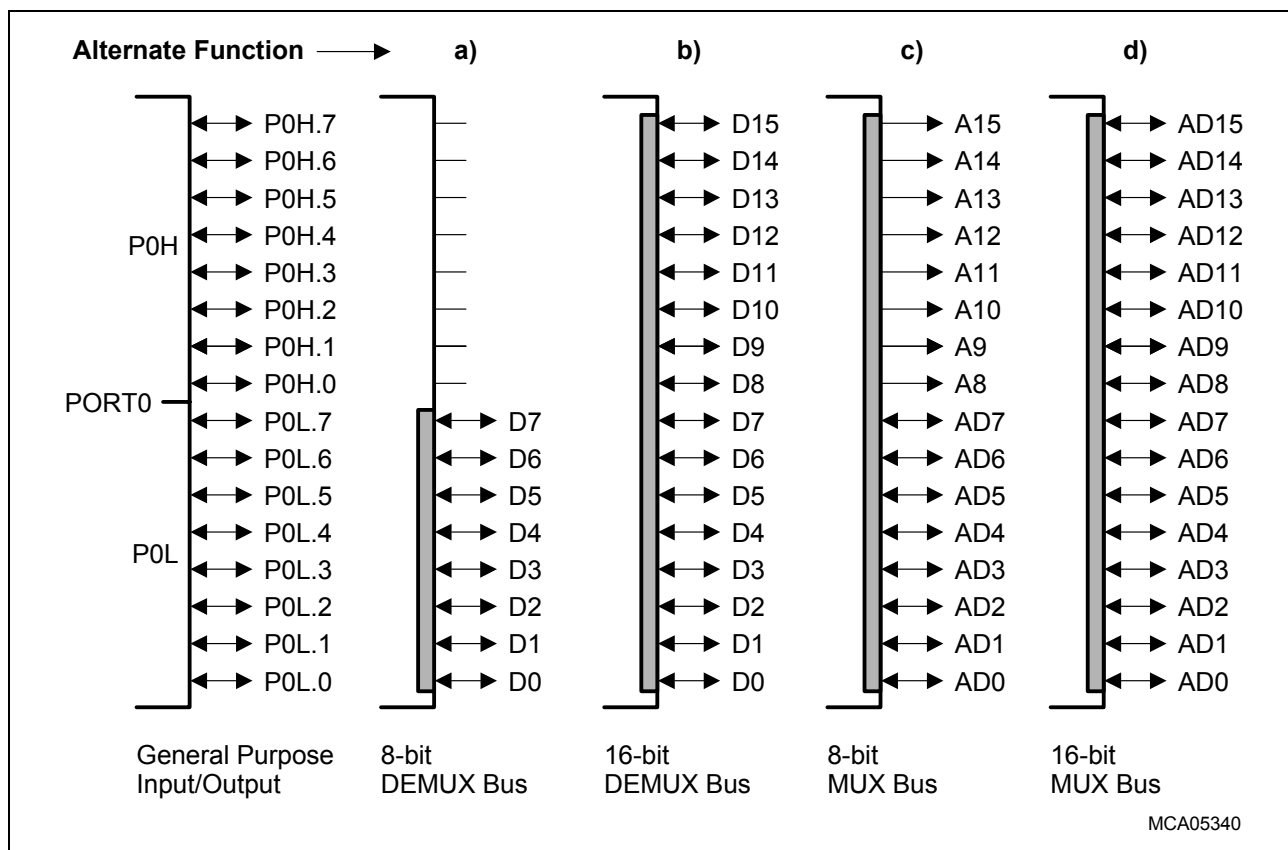 Alternate Function a) b) c) d)
P0H.7 D15 A15 AD15
P0H.6 D14 A14 AD14
P0H.5 D13 A13 AD13
P0H.4 D12 A12 AD12
P0H
P0H.3 D11 A11 AD11
P0H.2 D10 A10 AD10
P0H.1 D9 A9 AD9
P0H.0 D8 A8 AD8
PORT0
P0L.7 D7 D7 AD7 AD7
P0L.6 D6 D6 AD6 AD6
P0L.5 D5 D5 AD5 AD5
P0L.4 D4 D4 AD4 AD4
P0L
P0L.3 D3 D3 AD3 AD3
P0L.2 D2 D2 AD2 AD2
P0L.1 D1 D1 AD1 AD1
P0L.0 D0 D0 AD0 AD0
General Purpose 8-bit 16-bit 8-bit 16-bit
Input/Output DEMUX Bus DEMUX Bus MUX Bus MUX Bus
MCA05340